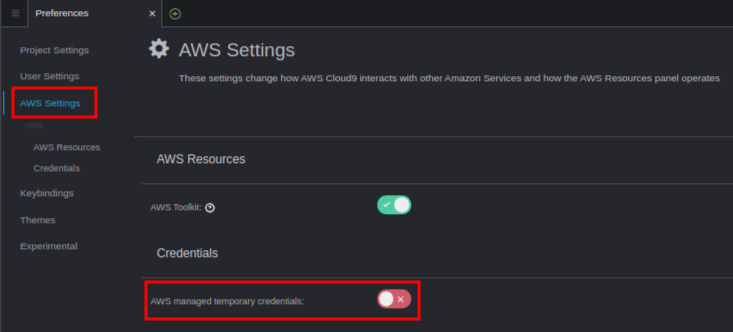 Preferences
AWS Settings
These settings change how AWS Cloud9 interacts with other Amazon Services and how the AWS Resources panel operates
Project Settings
User Settings
AWS Settings
AWS
AWS Resources
Credentials
Keybindings
Themes
Experimental
AWS Resources
AWS Toolkit:
Credentials
AWS managed temporary credentials: